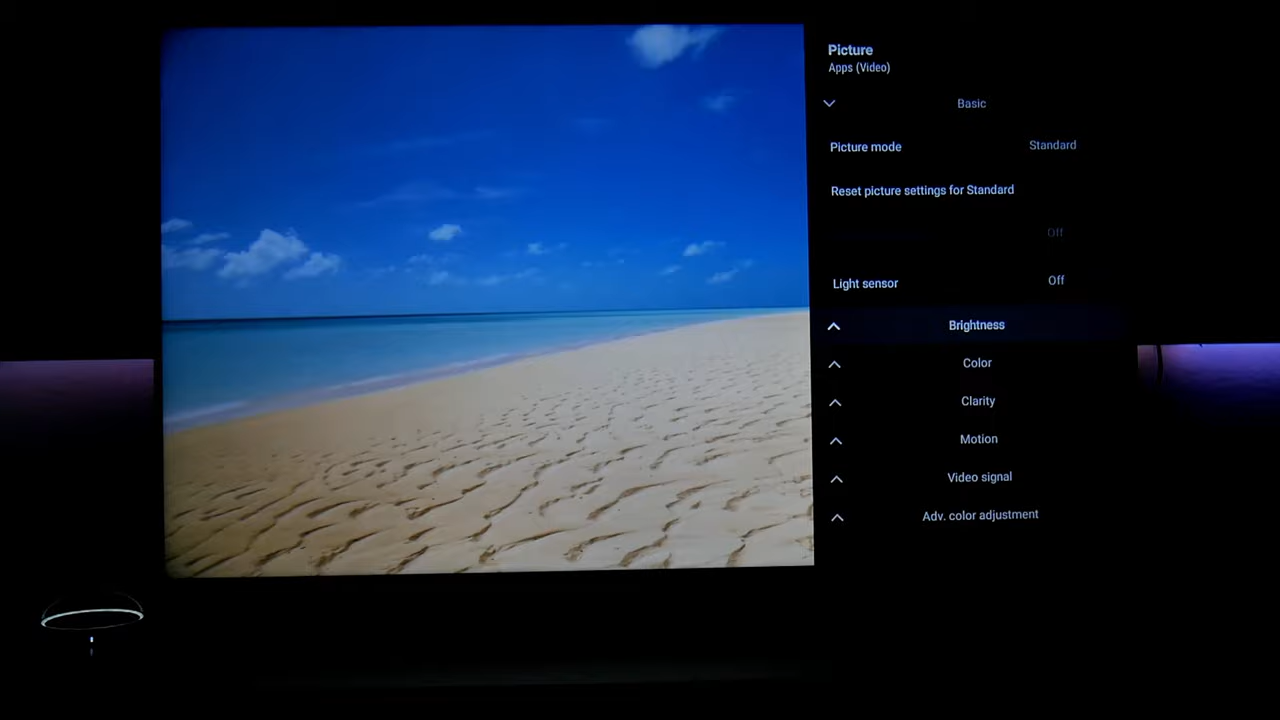 Picture
Apps (Video)
Basic
Picture mode Standard
Reset picture settings for Standard
Off
Light sensor Off
Brightness
Color
Clarity
Motion
Video signal
Adv. color adjustment